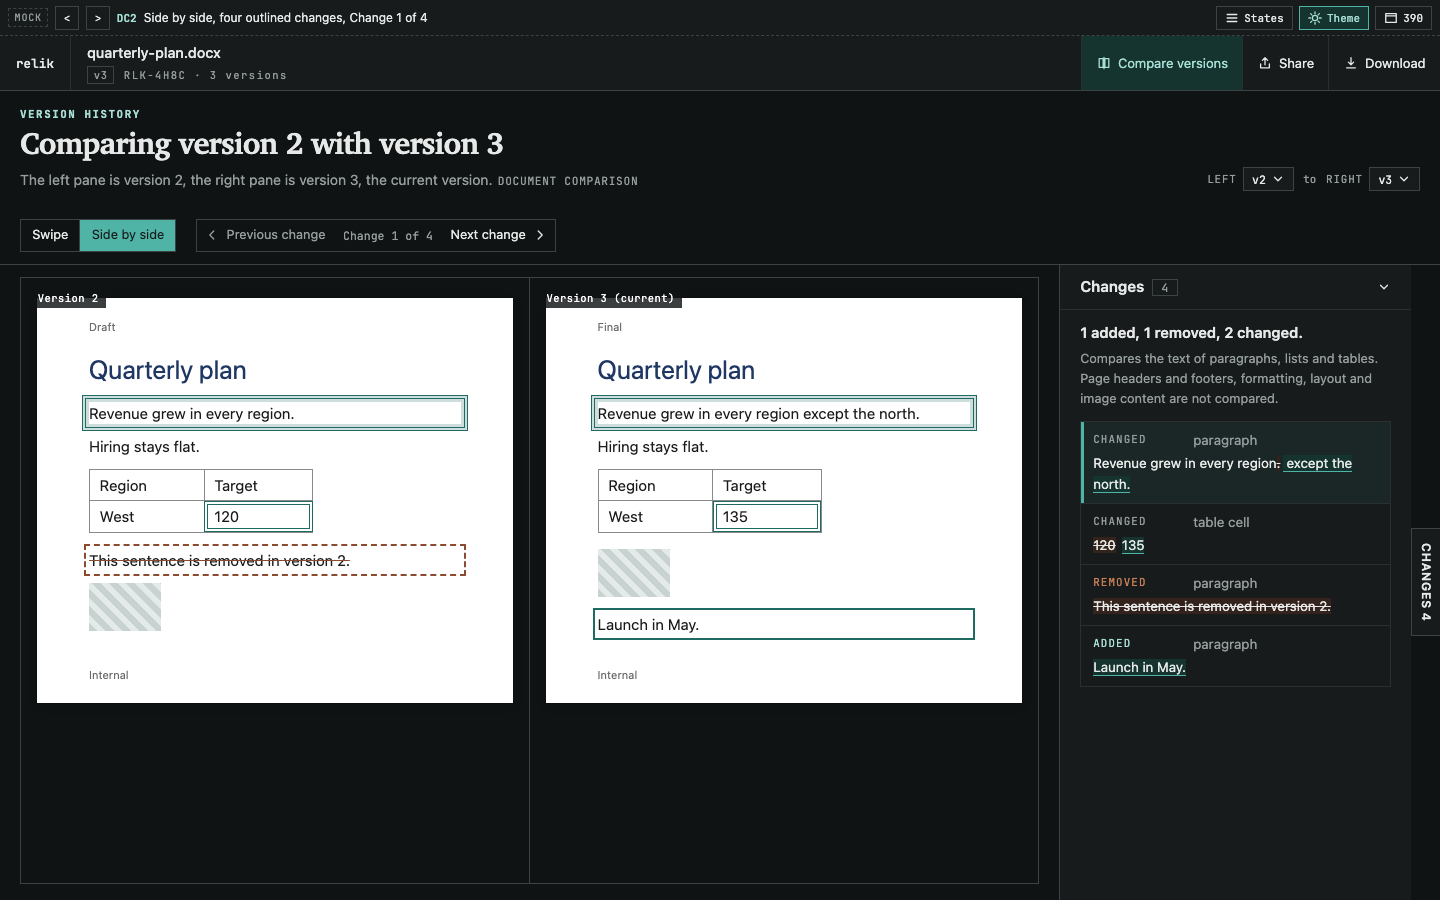 MOCK < > DC2 Side by side, four outlined changes, Change 1 of 4 States Theme 390
relik
quarterly-plan.docx
v3 RLK-4H8C · 3 versions
Compare versions Share Download
VERSION HISTORY
Comparing version 2 with version 3
The left pane is version 2, the right pane is version 3, the current version. DOCUMENT COMPARISON
LEFT v2 to RIGHT v3
Swipe Side by side
Previous change Change 1 of 4 Next change
Version 2
Draft
Quarterly plan
Revenue grew in every region.
Hiring stays flat.
Region Target
West 120
This sentence is removed in version 2.
Internal
Version 3 (current)
Final
Quarterly plan
Revenue grew in every region except the north.
Hiring stays flat.
Region Target
West 135
Launch in May.
Internal
Changes 4
1 added, 1 removed, 2 changed.
Compares the text of paragraphs, lists and tables.
Page headers and footers, formatting, layout and
image content are not compared.
CHANGED paragraph
Revenue grew in every region. except the
north.
CHANGED table cell
120 135
REMOVED paragraph
This sentence is removed in version 2.
ADDED paragraph
Launch in May.
CHANGES 4